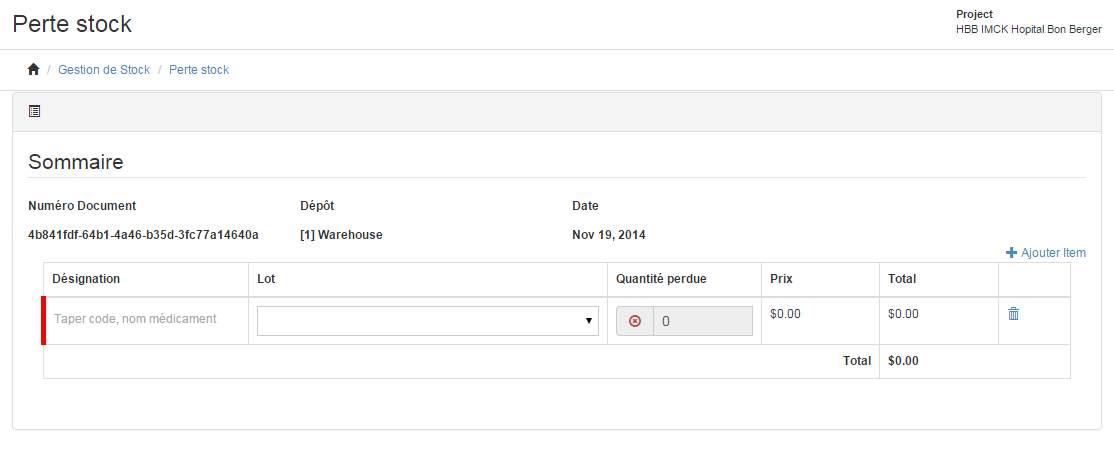 Perte stock
Project
HBB IMCK Hopital Bon Berger
/ Gestion de Stock / Perte stock
Sommaire
Numéro Document Dépôt Date
4b841fdf-64b1-4a46-b35d-3fc77a14640a [1] Warehouse Nov 19, 2014
Ajouter Item
Désignation Lot Quantité perdue Prix Total
Taper code, nom médicament 0 $0.00 $0.00
Total $0.00